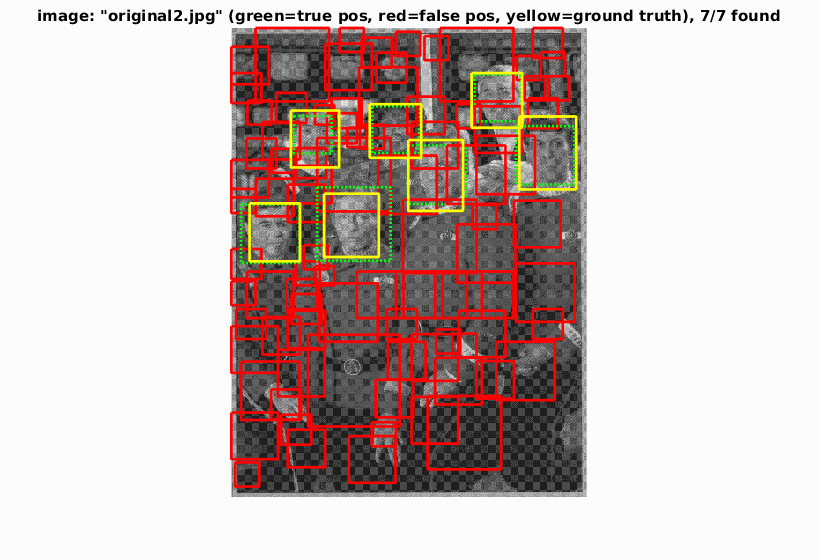 image: "original2.jpg" (green=true pos, red=false pos, yellow=ground truth), 7/7 found